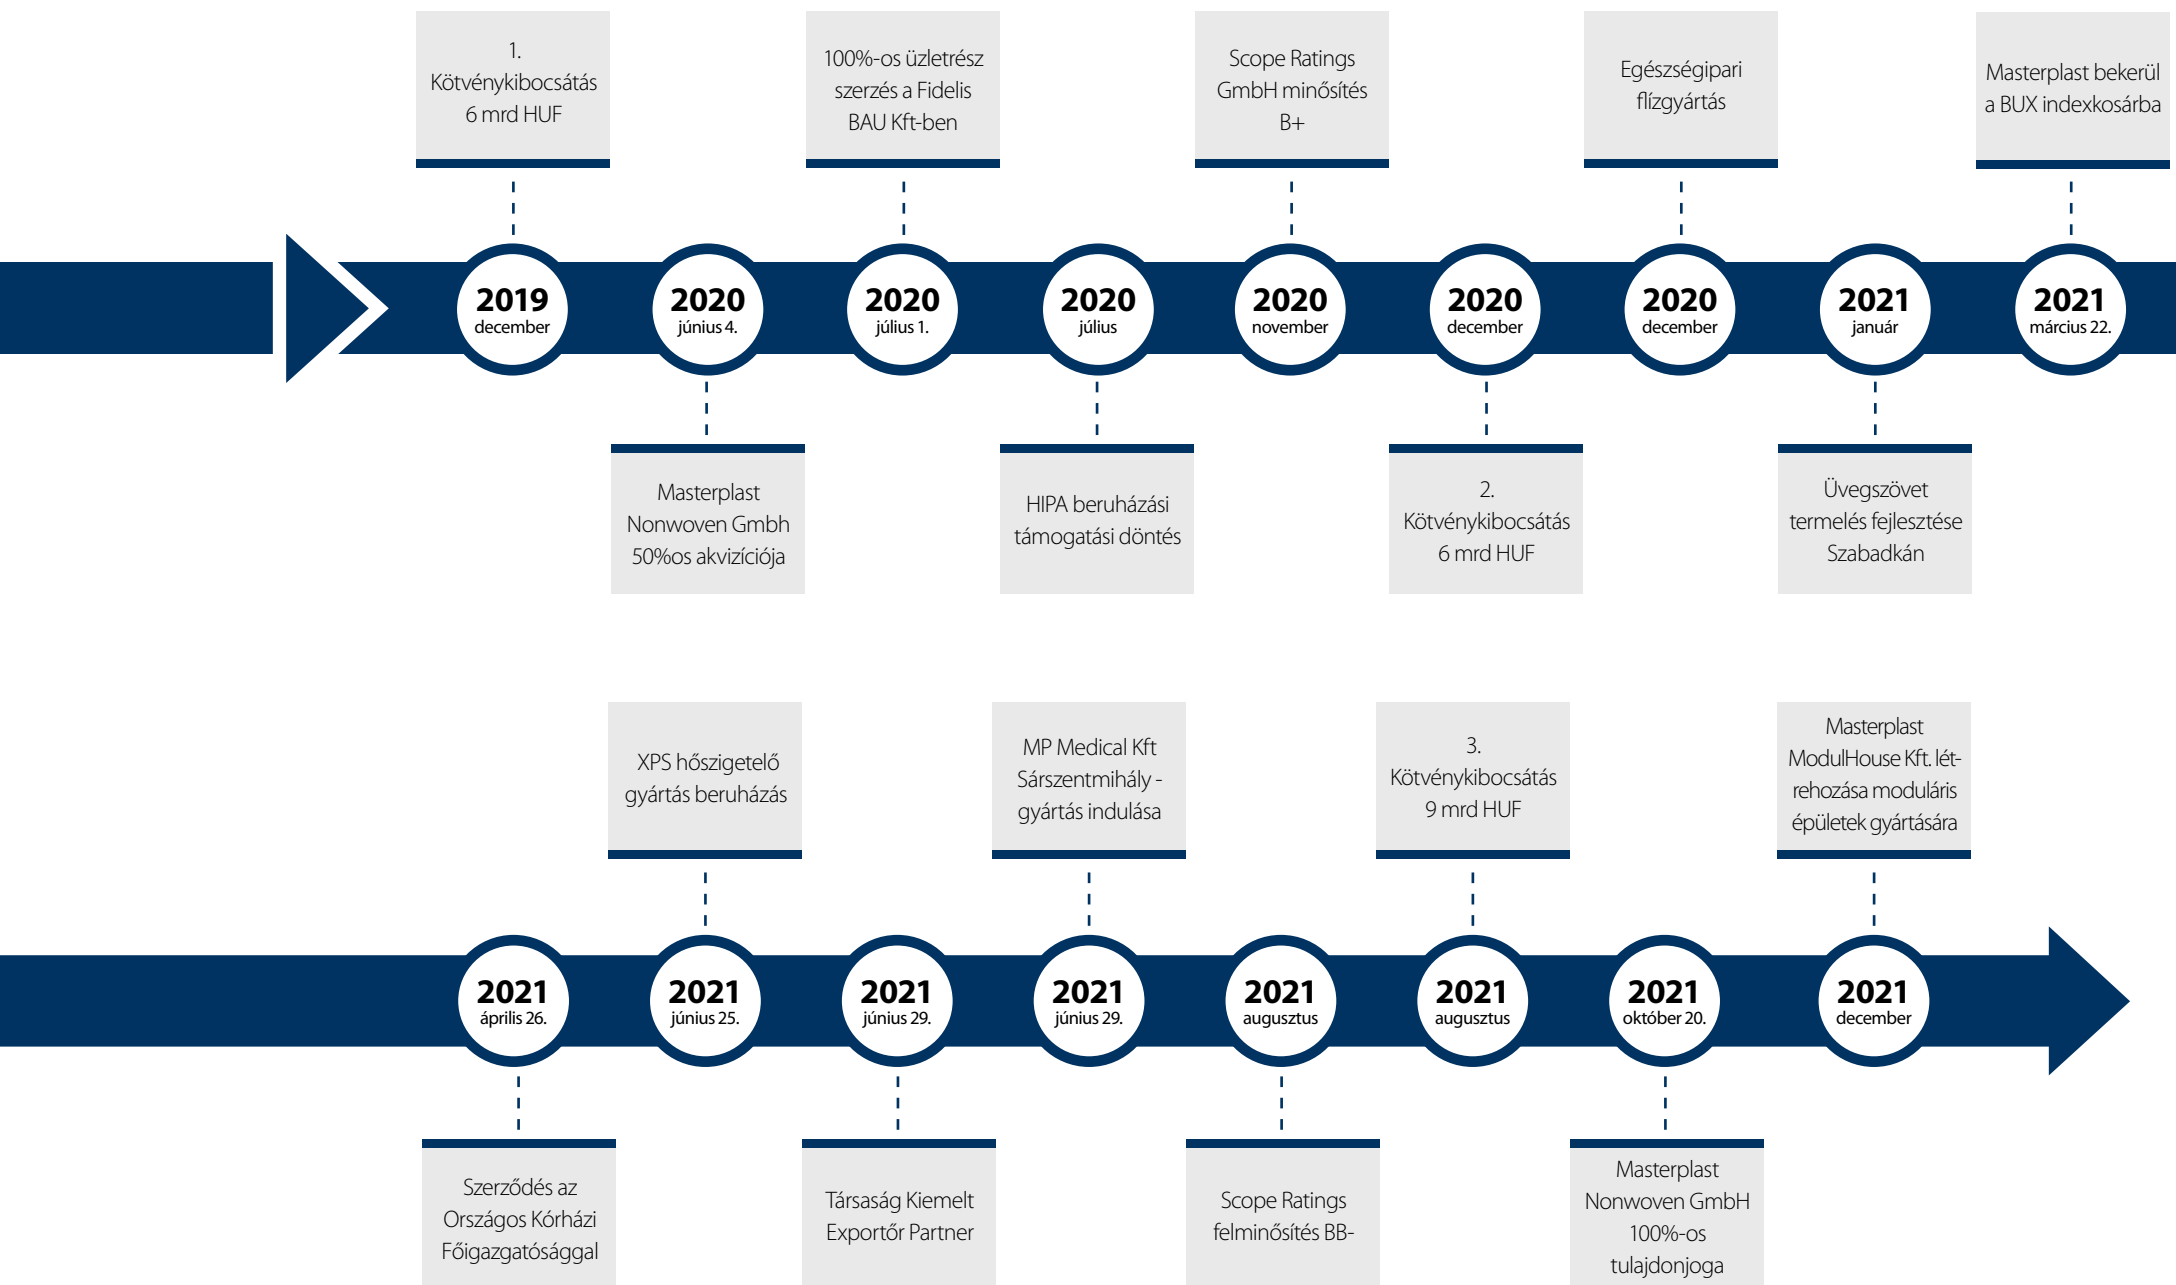 1.
Kötvénykibocsátás
6 mrd HUF
100%-os üzletrész
szerzés a Fidelis
BAU Kft-ben
Scope Ratings
GmbH minősítés
B+
Egészségipari
flízgyártás
Masterplast bekerül
a BUX indexkosárba
2019
december
2020
június 4.
2020
július 1.
2020
július
2020
november
2020
december
2020
december
2021
január
2021
március 22.
Masterplast
Nonwoven Gmbh
50%os akvizíciója
HIPA beruházási
támogatási döntés
2.
Kötvénykibocsátás
6 mrd HUF
Üvegszövet
termelés fejlesztése
Szabadkán
XPS hőszigetelő
gyártás beruházás
MP Medical Kft
Sárszentmihály -
gyártás indulása
3.
Kötvénykibocsátás
9 mrd HUF
Masterplast
ModulHouse Kft. lét-
rehozása moduláris
épületek gyártására
2021
április 26.
2021
június 25.
2021
június 29.
2021
június 29.
2021
augusztus
2021
augusztus
2021
október 20.
2021
december
Szerződés az
Országos Kórházi
Főigazgatósággal
Társaság Kiemelt
Exportőr Partner
Scope Ratings
felminősítés BB-
Masterplast
Nonwoven GmbH
100%-os
tulajdonjoga